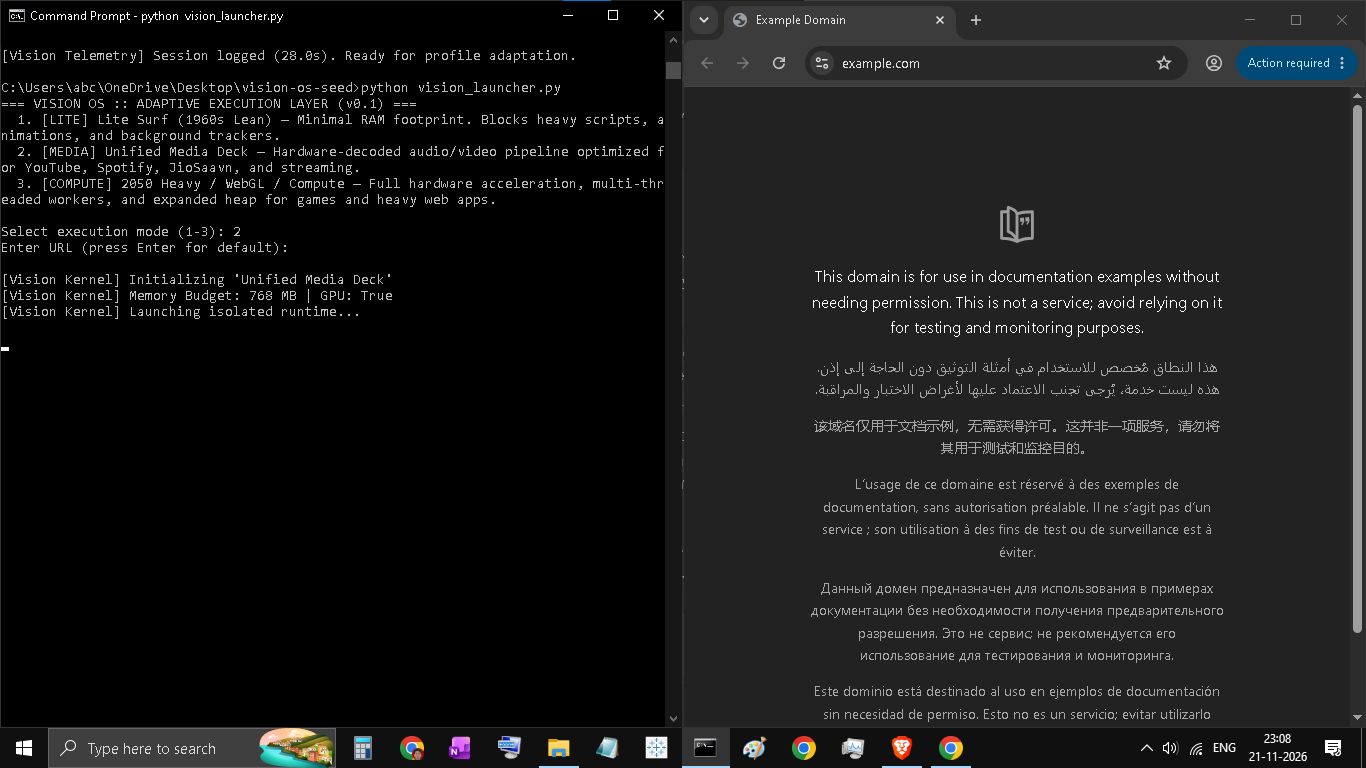 Command Prompt - python vision_launcher.py
[Vision Telemetry] Session logged (28.0s). Ready for profile adaptation.
C:\Users\abc\OneDrive\Desktop\vision-os-seed>python vision_launcher.py
=== VISION OS :: ADAPTIVE EXECUTION LAYER (v0.1) ===
1. [LITE] Lite Surf (1960s Lean) — Minimal RAM footprint. Blocks heavy scripts, a
nimations, and background trackers.
2. [MEDIA] Unified Media Deck — Hardware-decoded audio/video pipeline optimized f
or YouTube, Spotify, JioSaavn, and streaming.
3. [COMPUTE] 2050 Heavy / WebGL / Compute — Full hardware acceleration, multi-thr
eaded workers, and expanded heap for games and heavy web apps.
Select execution mode (1-3): 2
Enter URL (press Enter for default):
[Vision Kernel] Initializing 'Unified Media Deck'
[Vision Kernel] Memory Budget: 768 MB | GPU: True
[Vision Kernel] Launching isolated runtime...
Example Domain
example.com
Action required
This domain is for use in documentation examples without
needing permission. This is not a service; avoid relying on it
for testing and monitoring purposes.
هذا النطاق مُخصص للاستخدام في أمثلة التوثيق دون الحاجة إلى إذن.
هذه ليست خدمة، يُرجى تجنب الاعتماد عليها لأغراض الاختبار والمراقبة.
该域名仅用于文档示例，无需获得许可。这并非一项服务，请勿将
其用于测试和监控目的。
L'usage de ce domaine est réservé à des exemples de
documentation, sans autorisation préalable. Il ne s'agit pas d'un
service ; son utilisation à des fins de test ou de surveillance est à
éviter.
Данный домен предназначен для использования в примерах
документации без необходимости получения предварительного
разрешения. Это не сервис; не рекомендуется его
использование для тестирования и мониторинга.
Este dominio está destinado al uso en ejemplos de documentación
sin necesidad de permiso. Esto no es un servicio; evitar utilizarlo
Type here to search
ENG
23:08
21-11-2026